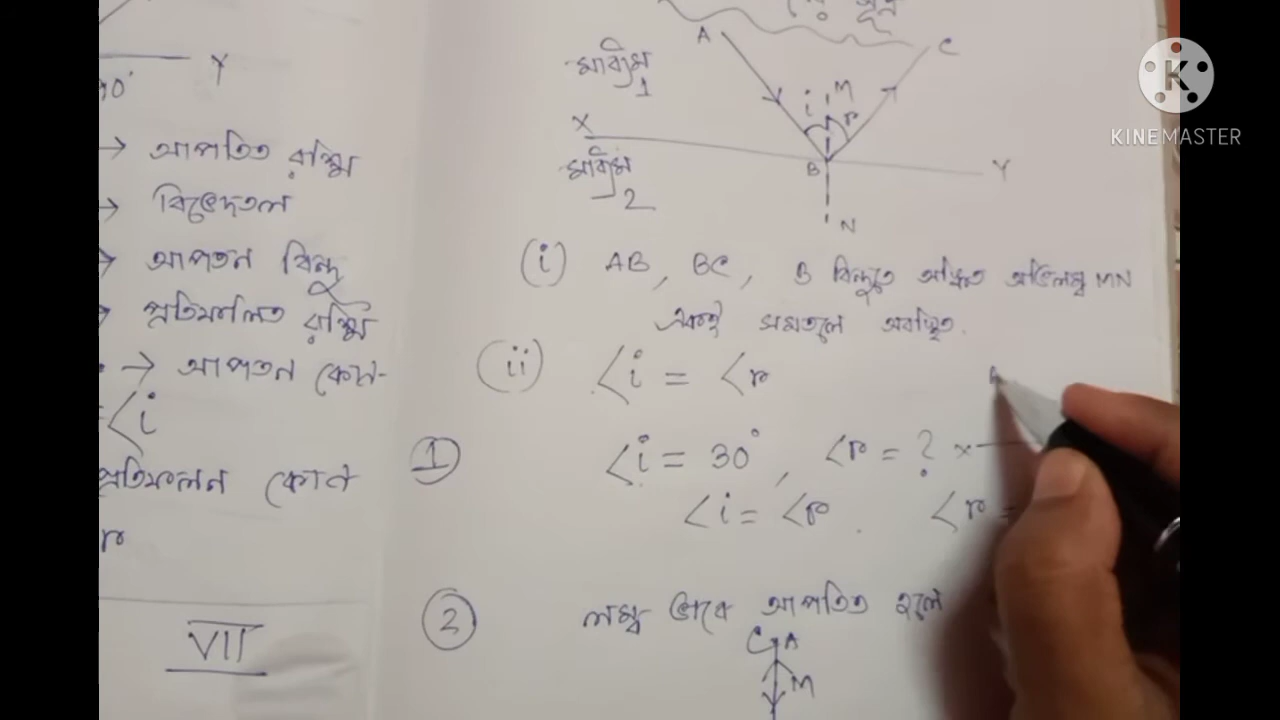 Y
90°
→ আপতিত রশ্মি
→ বিভেদতল
→ আপতন বিন্দু
→ প্রতিফলিত রশ্মি
→ আপতন কোন-
= <i
প্রতিফলন কোণ
r
VII
A
C
মাধ্যম
1
i
M
r
X
মাধ্যম
2
B
Y
N
(i) AB, BC, B বিন্দুতে অঙ্কিত অভিলম্ব MN
একই সমতলে অবস্থিত.
(ii) <i = <r
① <i = 30°, <r = ? x
<i = <r. <r =
② লম্ব ভাবে আপতিত হলে
C A
M
KINEMASTER